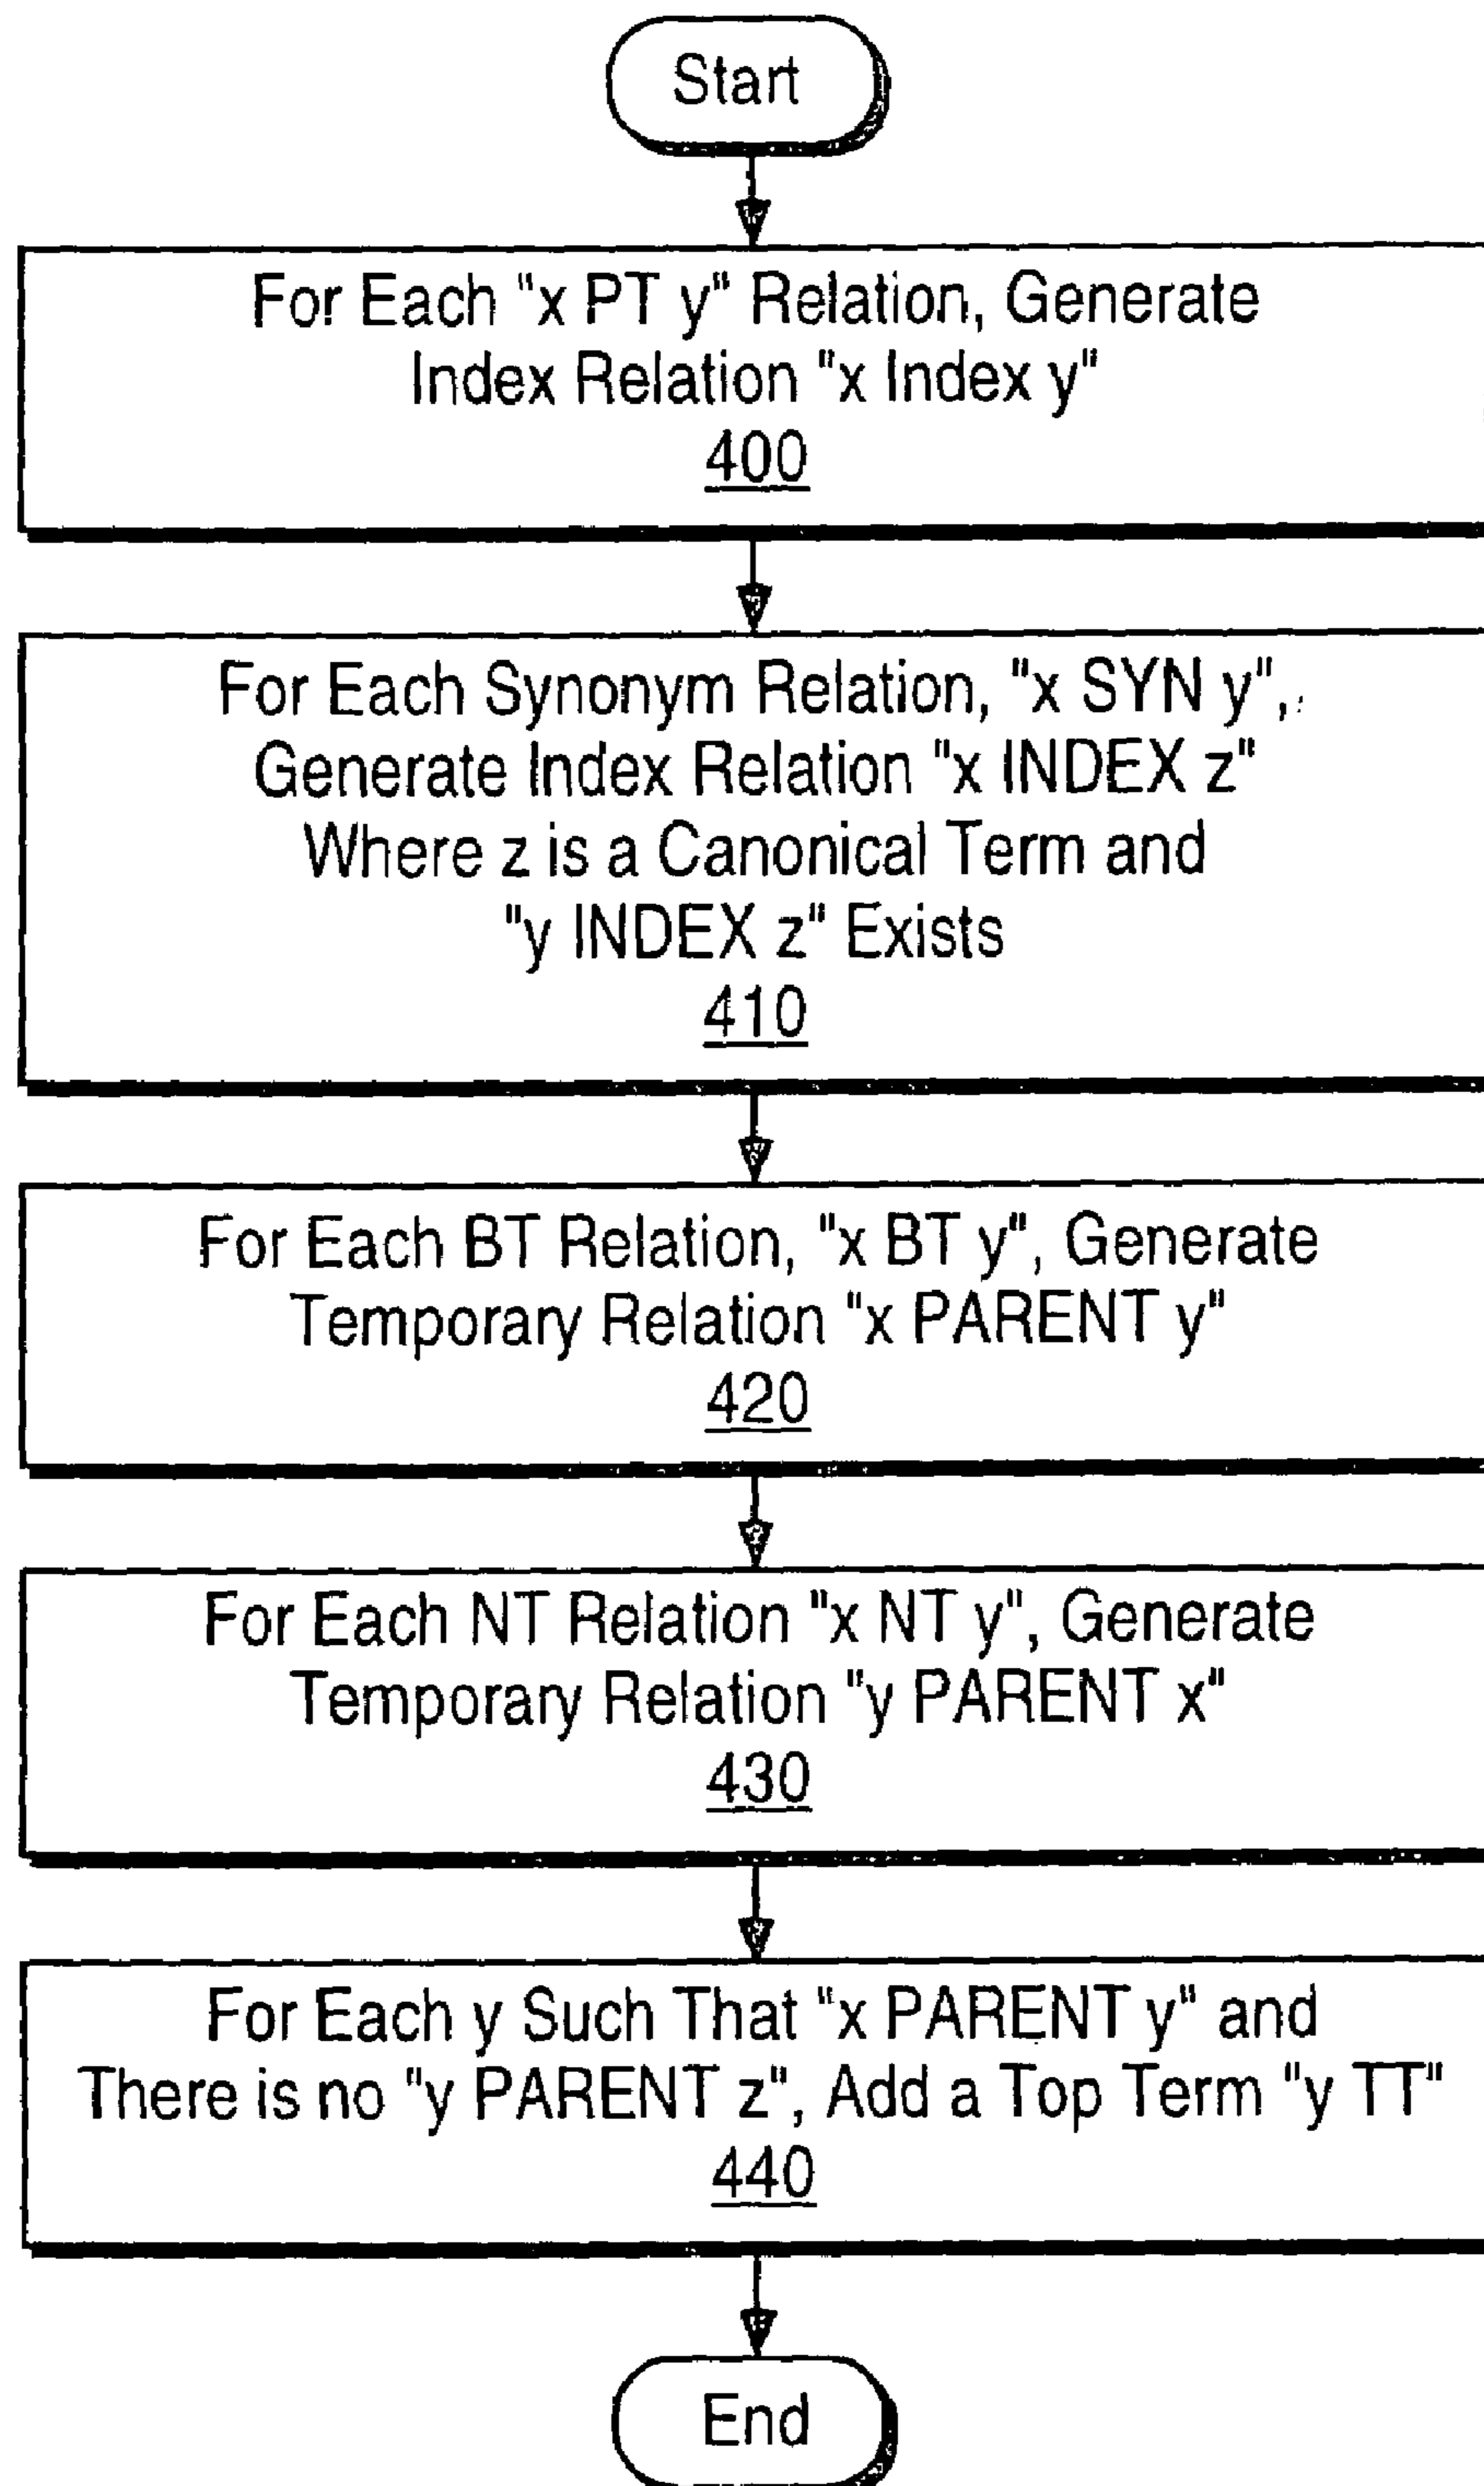 Start
For Each "x PT y" Relation, Generate
Index Relation "x Index y"
400
For Each Synonym Relation, "x SYN y",
Generate Index Relation "x INDEX z"
Where z is a Canonical Term and
"y INDEX z" Exists
410
For Each BT Relation, "x BT y", Generate
Temporary Relation "x PARENT y"
420
For Each NT Relation "x NT y", Generate
Temporary Relation "y PARENT x"
430
For Each y Such That "x PARENT y" and
There is no "y PARENT z", Add a Top Term "y TT"
440
End